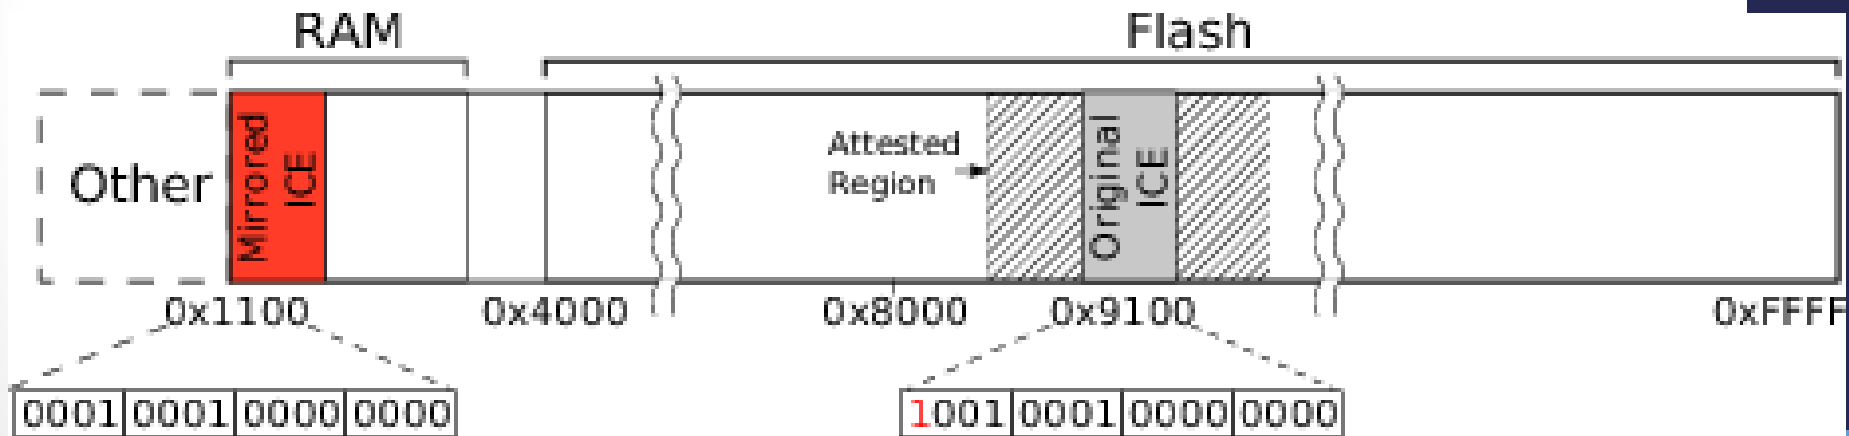 RAM
Flash
Other
Mirrored
ICE
Attested
Region
Original
ICE
0x1100
0x4000
0x8000
0x9100
0xFFFF
0001 0001 0000 0000
1001 0001 0000 0000